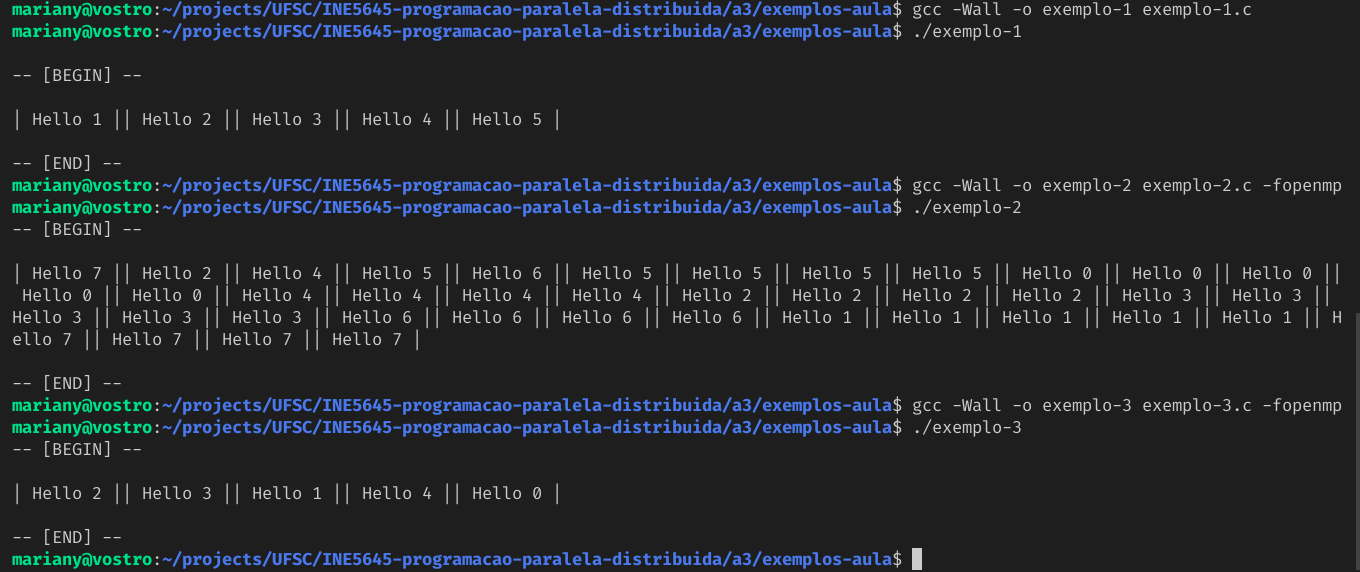 mariany@vostro:~/projects/UFSC/INE5645-programacao-paralela-distribuida/a3/exemplos-aula$ gcc -Wall -o exemplo-1 exemplo-1.c
mariany@vostro:~/projects/UFSC/INE5645-programacao-paralela-distribuida/a3/exemplos-aula$ ./exemplo-1
-- [BEGIN] --
| Hello 1 || Hello 2 || Hello 3 || Hello 4 || Hello 5 |
-- [END] --
mariany@vostro:~/projects/UFSC/INE5645-programacao-paralela-distribuida/a3/exemplos-aula$ gcc -Wall -o exemplo-2 exemplo-2.c -fopenmp
mariany@vostro:~/projects/UFSC/INE5645-programacao-paralela-distribuida/a3/exemplos-aula$ ./exemplo-2
-- [BEGIN] --
| Hello 7 || Hello 2 || Hello 4 || Hello 5 || Hello 6 || Hello 5 || Hello 5 || Hello 5 || Hello 5 || Hello 0 || Hello 0 || Hello 0 ||
 Hello 0 || Hello 0 || Hello 4 || Hello 4 || Hello 4 || Hello 4 || Hello 2 || Hello 2 || Hello 2 || Hello 2 || Hello 3 || Hello 3 ||
Hello 3 || Hello 3 || Hello 3 || Hello 6 || Hello 6 || Hello 6 || Hello 6 || Hello 1 || Hello 1 || Hello 1 || Hello 1 || Hello 1 || H
ello 7 || Hello 7 || Hello 7 || Hello 7 |
-- [END] --
mariany@vostro:~/projects/UFSC/INE5645-programacao-paralela-distribuida/a3/exemplos-aula$ gcc -Wall -o exemplo-3 exemplo-3.c -fopenmp
mariany@vostro:~/projects/UFSC/INE5645-programacao-paralela-distribuida/a3/exemplos-aula$ ./exemplo-3
-- [BEGIN] --
| Hello 2 || Hello 3 || Hello 1 || Hello 4 || Hello 0 |
-- [END] --
mariany@vostro:~/projects/UFSC/INE5645-programacao-paralela-distribuida/a3/exemplos-aula$